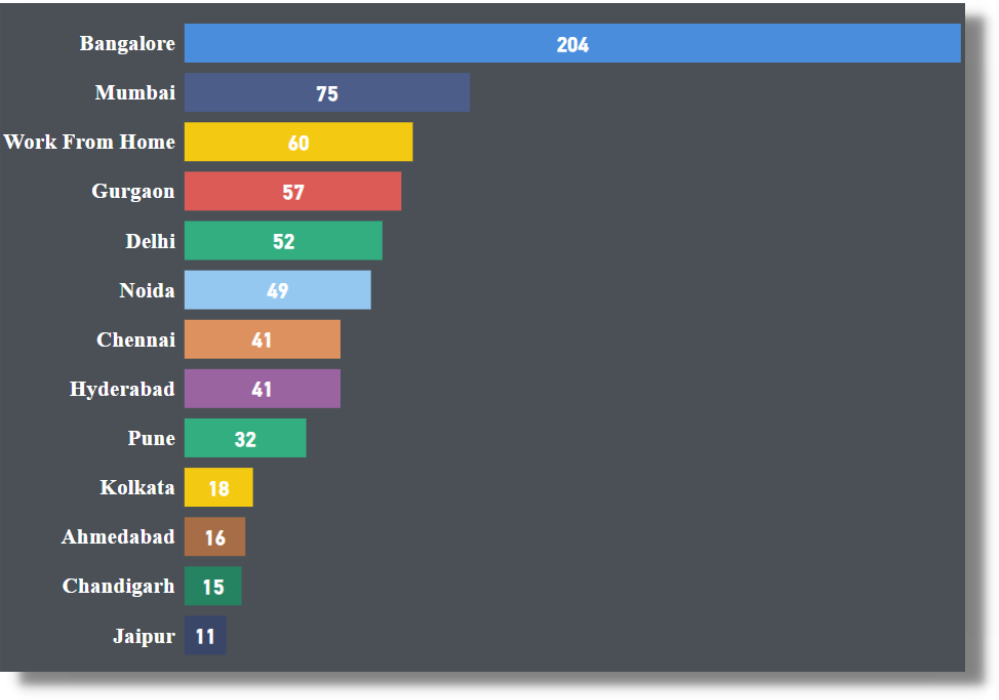 Bangalore 204
Mumbai 75
Work From Home 60
Gurgaon 57
Delhi 52
Noida 49
Chennai 41
Hyderabad 41
Pune 32
Kolkata 18
Ahmedabad 16
Chandigarh 15
Jaipur 11